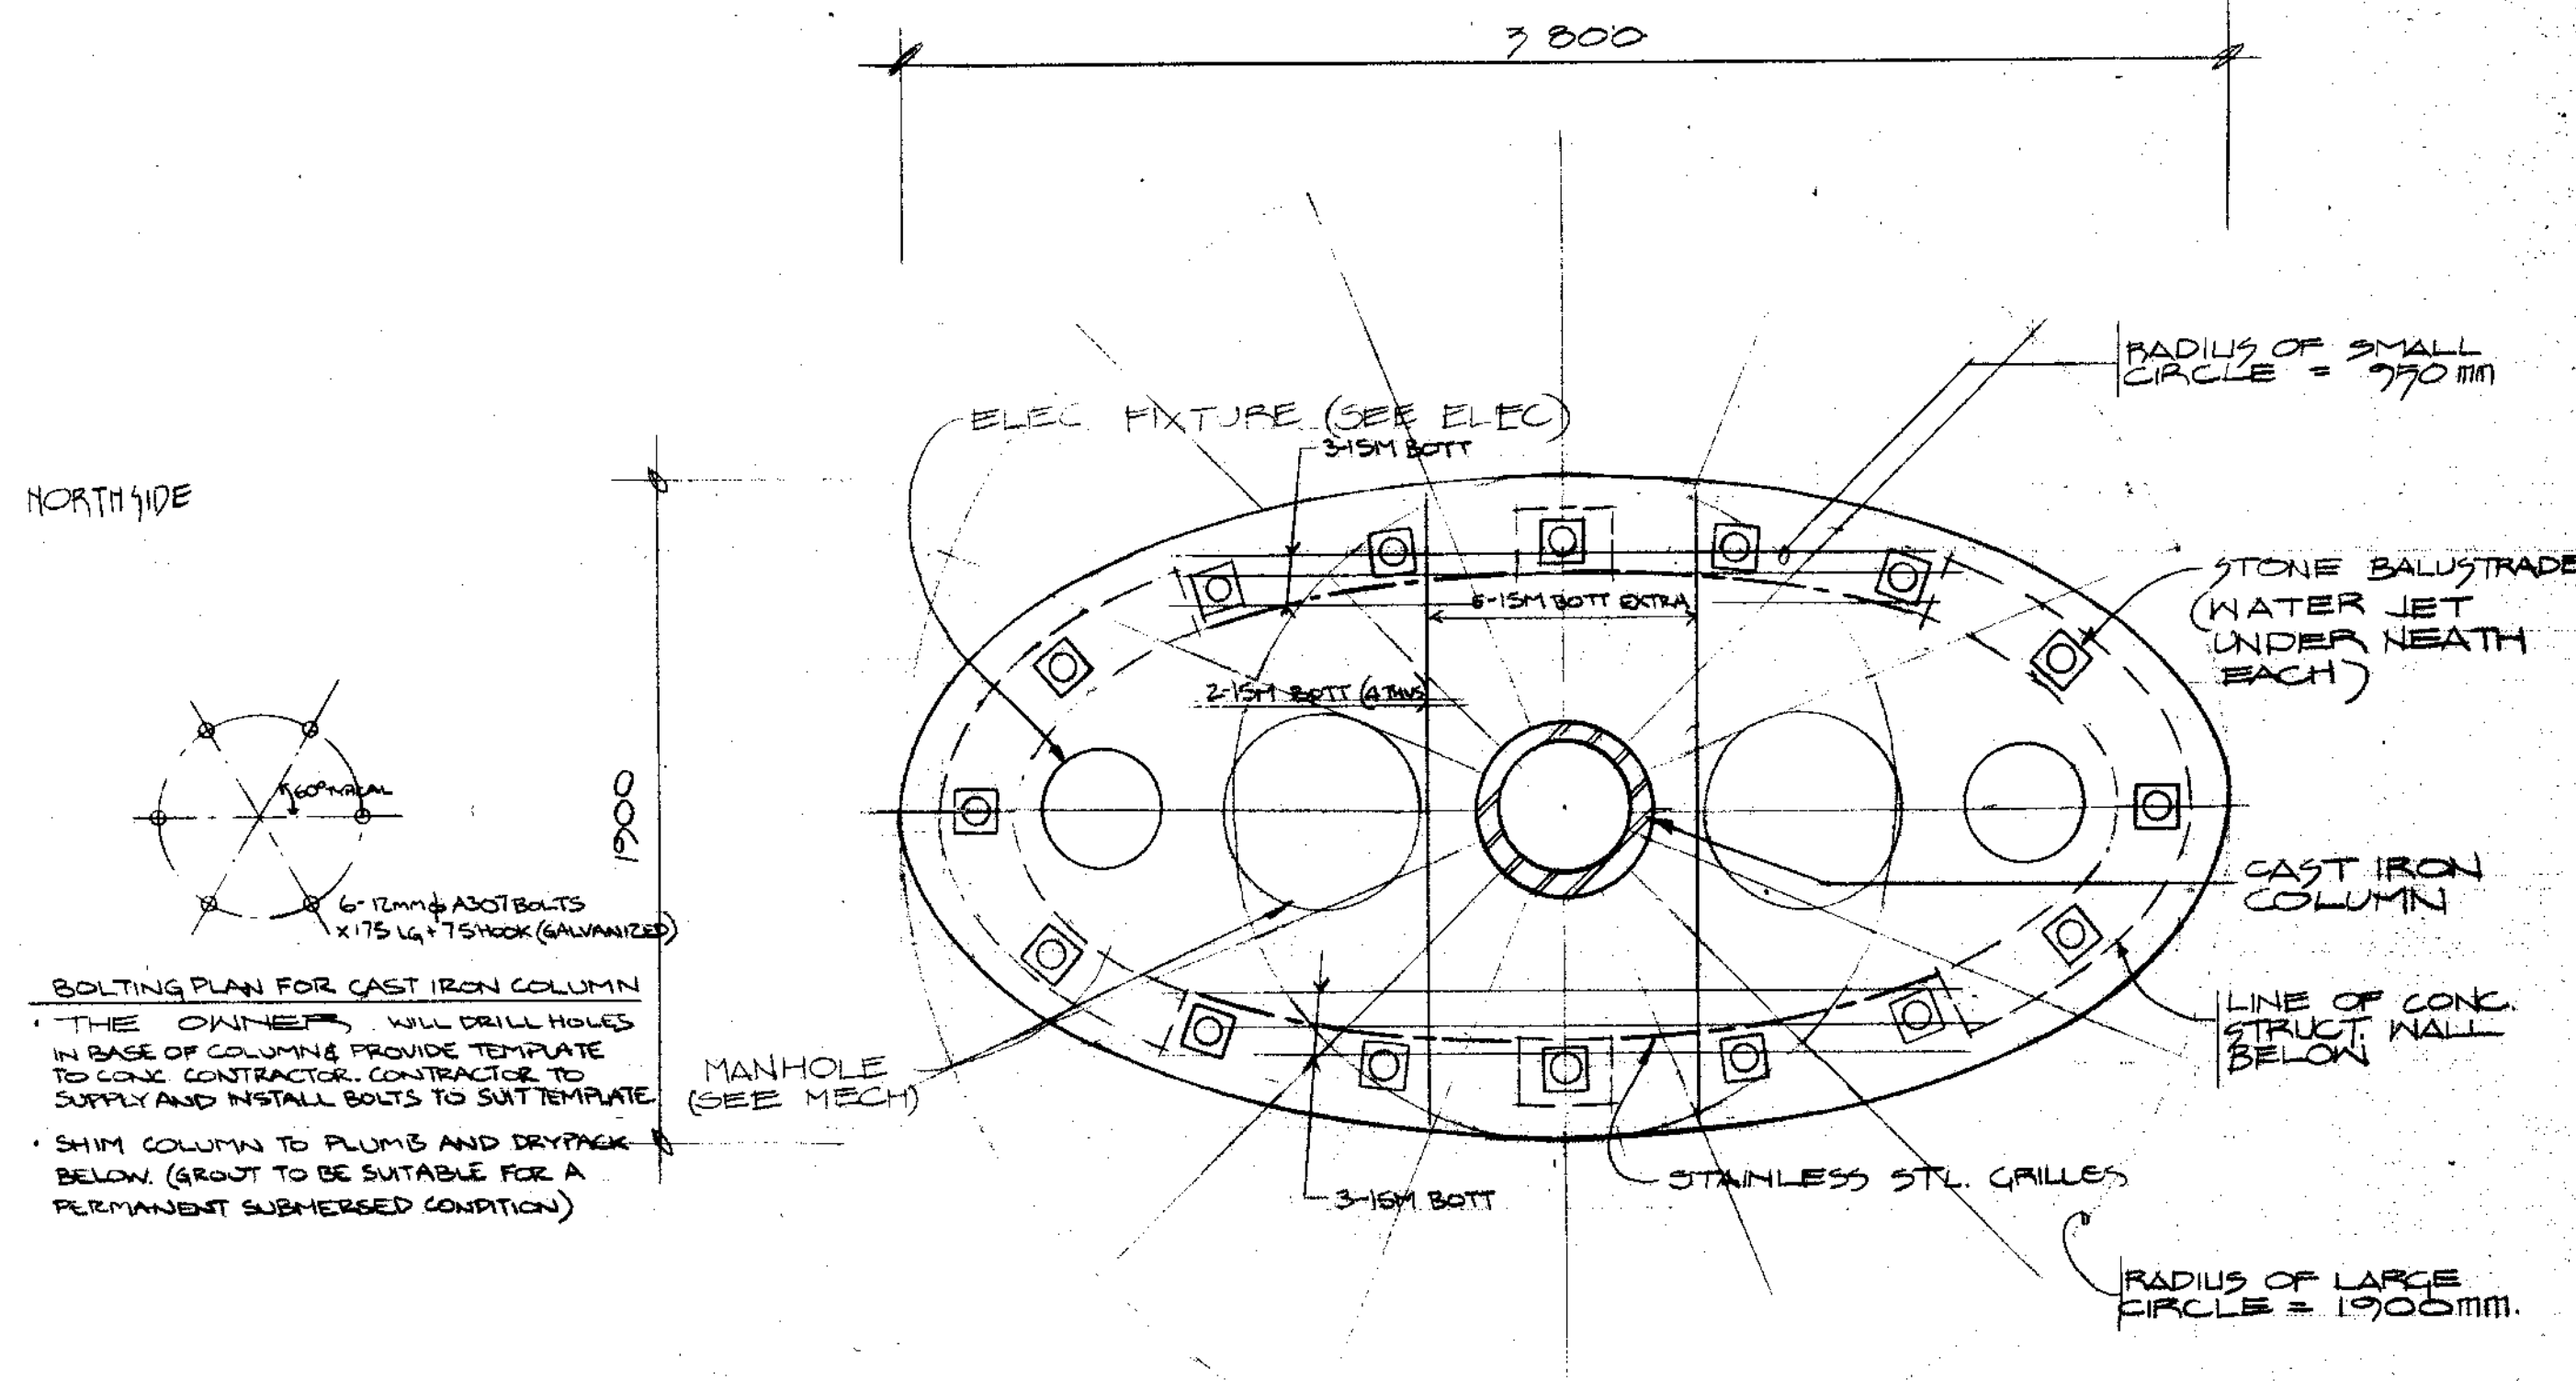 3 800
RADIUS OF SMALL
CIRCLE = 950 mm
ELEC. FIXTURE (SEE ELEC)
3-15M BOTT
NORTHSIDE
STONE BALUSTRADE
(WATER JET
UNDER NEATH
EACH)
6-15M BOTT EXTRA
2-15M BOTT (4 THUS
60° TYPICAL
1900
6-12mmφ A307 BOLTS
x 175 LG + 75 HOOK (GALVANIZED)
CAST IRON
COLUMN
BOLTING PLAN FOR CAST IRON COLUMN
· THE OWNER WILL DRILL HOLES
IN BASE OF COLUMN & PROVIDE TEMPLATE
TO CONC. CONTRACTOR. CONTRACTOR TO
SUPPLY AND INSTALL BOLTS TO SUIT TEMPLATE.
· SHIM COLUMN TO PLUMB AND DRYPACK
BELOW. (GROUT TO BE SUITABLE FOR A
PERMANENT SUBMERSED CONDITION)
MANHOLE
(SEE MECH)
LINE OF CONC.
STRUCT. WALL
BELOW
STAINLESS STL. GRILLES
3-15M BOTT
RADIUS OF LARGE
CIRCLE = 1900mm.